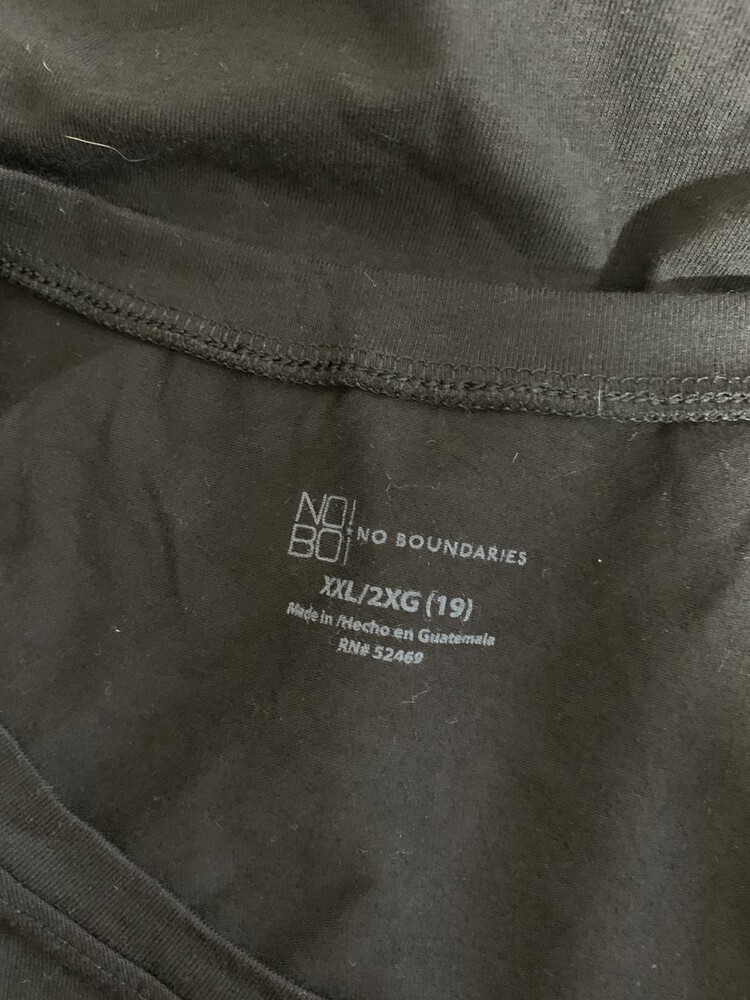 NO!
BO!
NO BOUNDARIES
XXL/2XG (19)
Made in /Hecho en Guatemala
RN# 52469